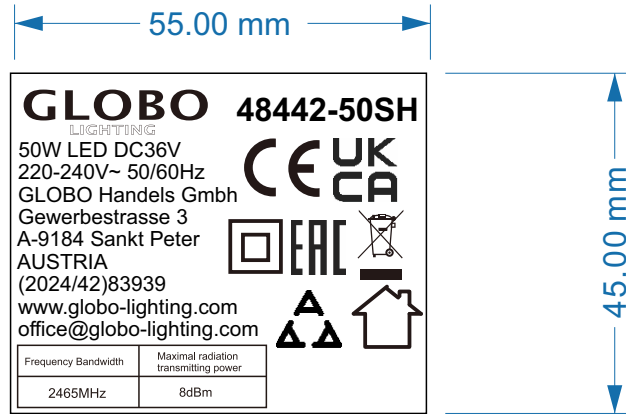 55.00 mm
GLOBO
LIGHTING
48442-50SH
50W LED DC36V
220-240V~ 50/60Hz
GLOBO Handels Gmbh
Gewerbestrasse 3
A-9184 Sankt Peter
AUSTRIA
(2024/42)83939
www.globo-lighting.com
office@globo-lighting.com
CE
UK
CA
EAC
Frequency Bandwidth
Maximal radiation
transmitting power
2465MHz
8dBm
45.00 mm